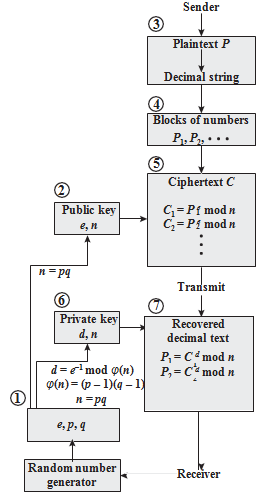 Sender
③
Plaintext P
Decimal string
④
Blocks of numbers
P₁, P₂, • • •
⑤
Ciphertext C
C₁ = P₁ᵉ mod n
C₂ = P₂ᵉ mod n
②
Public key
e, n
n = pq
Transmit
⑥
Private key
d, n
⑦
Recovered
decimal text
P₁ = C₁ᵈ mod n
P₂ = C₂ᵈ mod n
d = e⁻¹ mod φ(n)
φ(n) = (p – 1)(q – 1)
n = pq
①
e, p, q
Random number
generator
Receiver